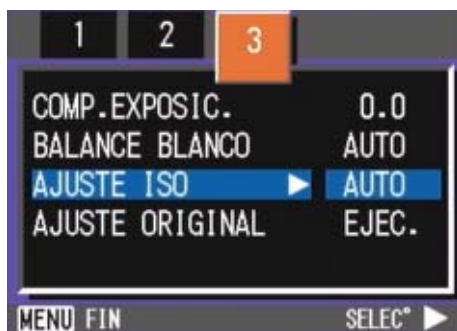 1 2 3
COMP.EXPOSIC. 0.0
BALANCE BLANCO AUTO
AJUSTE ISO ▶ AUTO
AJUSTE ORIGINAL EJEC.
MENU FIN SELEC° ▶